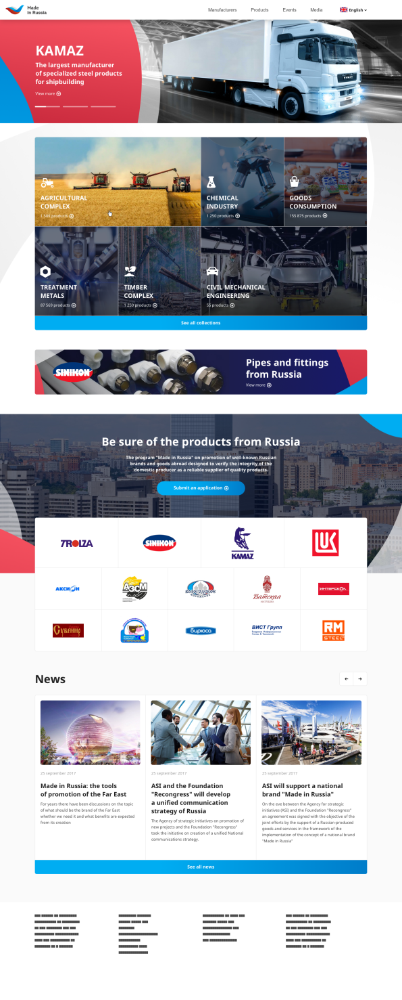 Made
in Russia
Manufacturers
Products
Events
Media
English
KAMAZ
The largest manufacturer
of specialized steel products
for shipbuilding
View more
AGRICULTURAL
COMPLEX
1 569 products
CHEMICAL
INDUSTRY
1 250 products
GOODS
CONSUMPTION
155 875 products
TREATMENT
METALS
87 569 products
TIMBER
COMPLEX
1 250 products
CIVIL MECHANICAL
ENGINEERING
55 products
See all collections
SINIKON
Pipes and fittings
from Russia
View more
Be sure of the products from Russia
The program "Made in Russia" on promotion of well-known Russian
brands and goods abroad designed to verify the integrity of the
domestic producer as a reliable supplier of quality products.
Submit an application
TROLZA
SINIKON
KAMAZ
LUK
АКСИОН
АЗСМ
ВОЛОГОДСКОЕ
МОРОЖЕНОЕ
Вятская
ИНТЕРСКОЛ
Сувенир
бирюса
ВИСТ Групп
RM
STEEL
News
25 september 2017
Made in Russia: the tools
of promotion of the Far East
For years there have been discussions on the topic
of what should be the brand of the Far East
whether we need it and what benefits are expected
from its creation
25 september 2017
ASI and the Foundation
"Recongress" will develop
a unified communication
strategy of Russia
The Agency of strategic initiatives on promotion of
new projects and the Foundation "Recongress"
took the initiative on creation of a unified National
communications strategy.
25 september 2017
ASI will support a national
brand "Made in Russia"
On the eve between the Agency for strategic
initiatives (ASI) and the Foundation "Recongress"
an agreement was signed with the objective of the
joint efforts by the support of a Russian-produced
goods and services in the framework of the
implementation of the concept of a national brand
"Made in Russia"
See all news